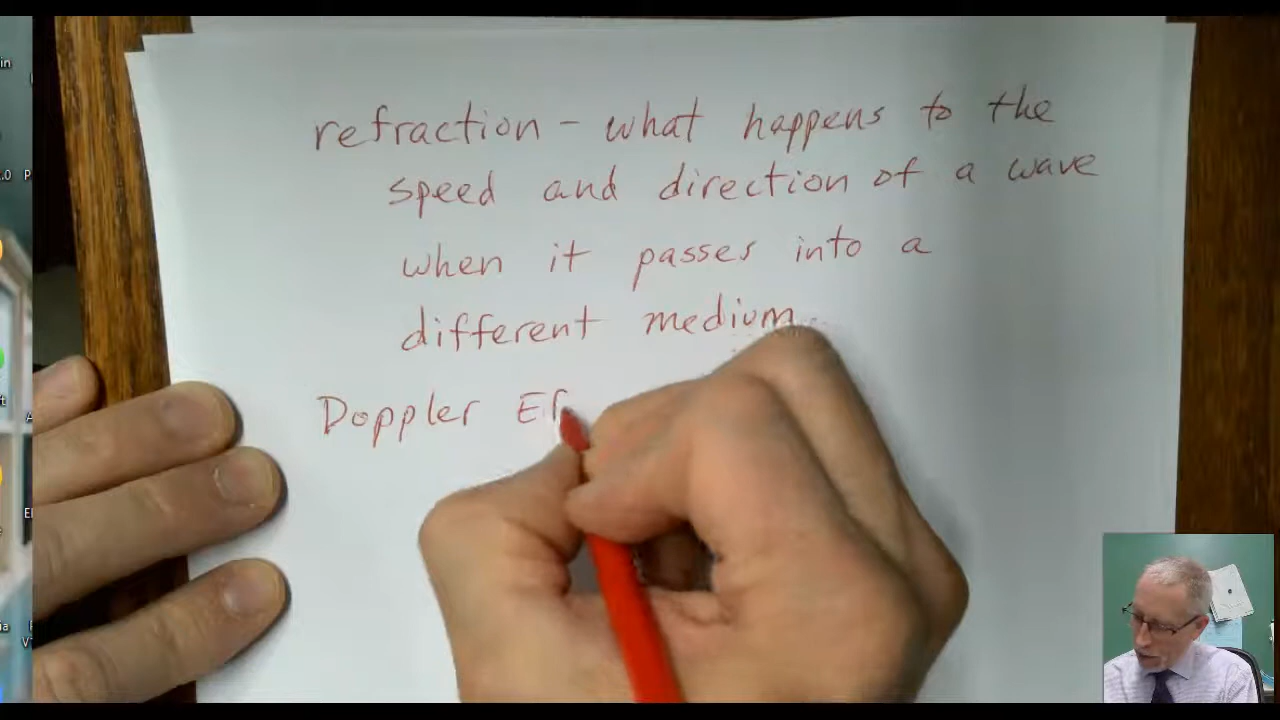 refraction - what happens to the
speed and direction of a wave
when it passes into a
different medium.
Doppler Ef